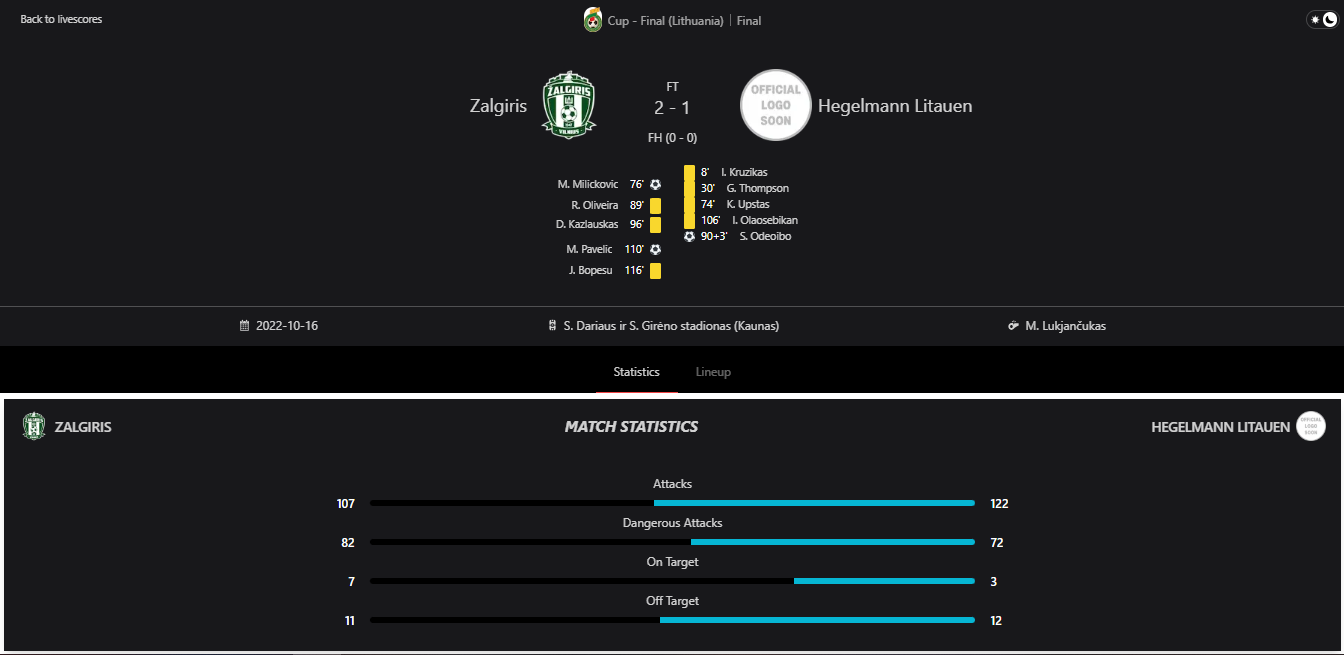 Back to livescores
Cup - Final (Lithuania) | Final
FT
Zalgiris
2 - 1
Hegelmann Litauen
FH (0 - 0)
ŽALGIRIS
VILNIUS
OFFICIAL
LOGO
SOON
M. Milickovic 76'
R. Oliveira 89'
D. Kazlauskas 96'
M. Pavelic 110'
J. Bopesu 116'
8' I. Kruzikas
30' G. Thompson
74' K. Upstas
106' I. Olaosebikan
90+3' S. Odeoibo
2022-10-16
S. Dariaus ir S. Girėno stadionas (Kaunas)
M. Lukjančukas
Statistics
Lineup
ZALGIRIS
MATCH STATISTICS
HEGELMANN LITAUEN
OFFICIAL
LOGO
SOON
Attacks
107 122
Dangerous Attacks
82 72
On Target
7 3
Off Target
11 12